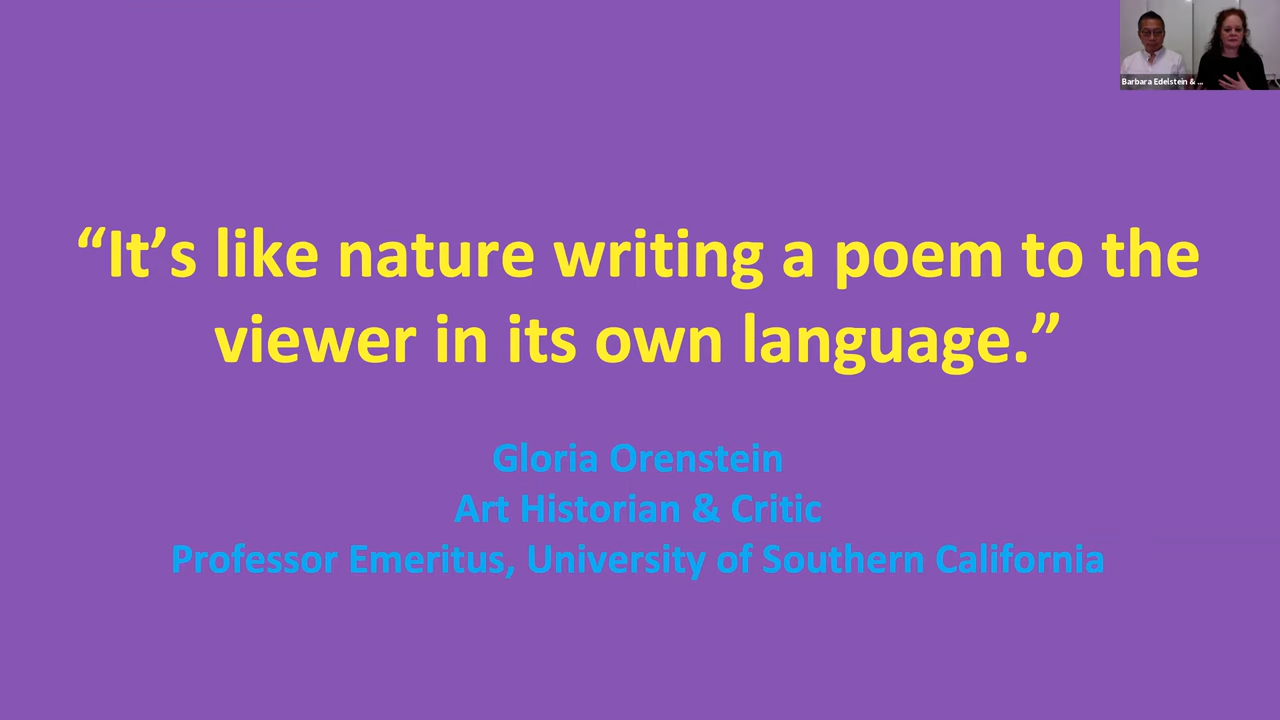 Barbara Edelstein & ...
“It’s like nature writing a poem to the
viewer in its own language.”
Gloria Orenstein
Art Historian & Critic
Professor Emeritus, University of Southern California